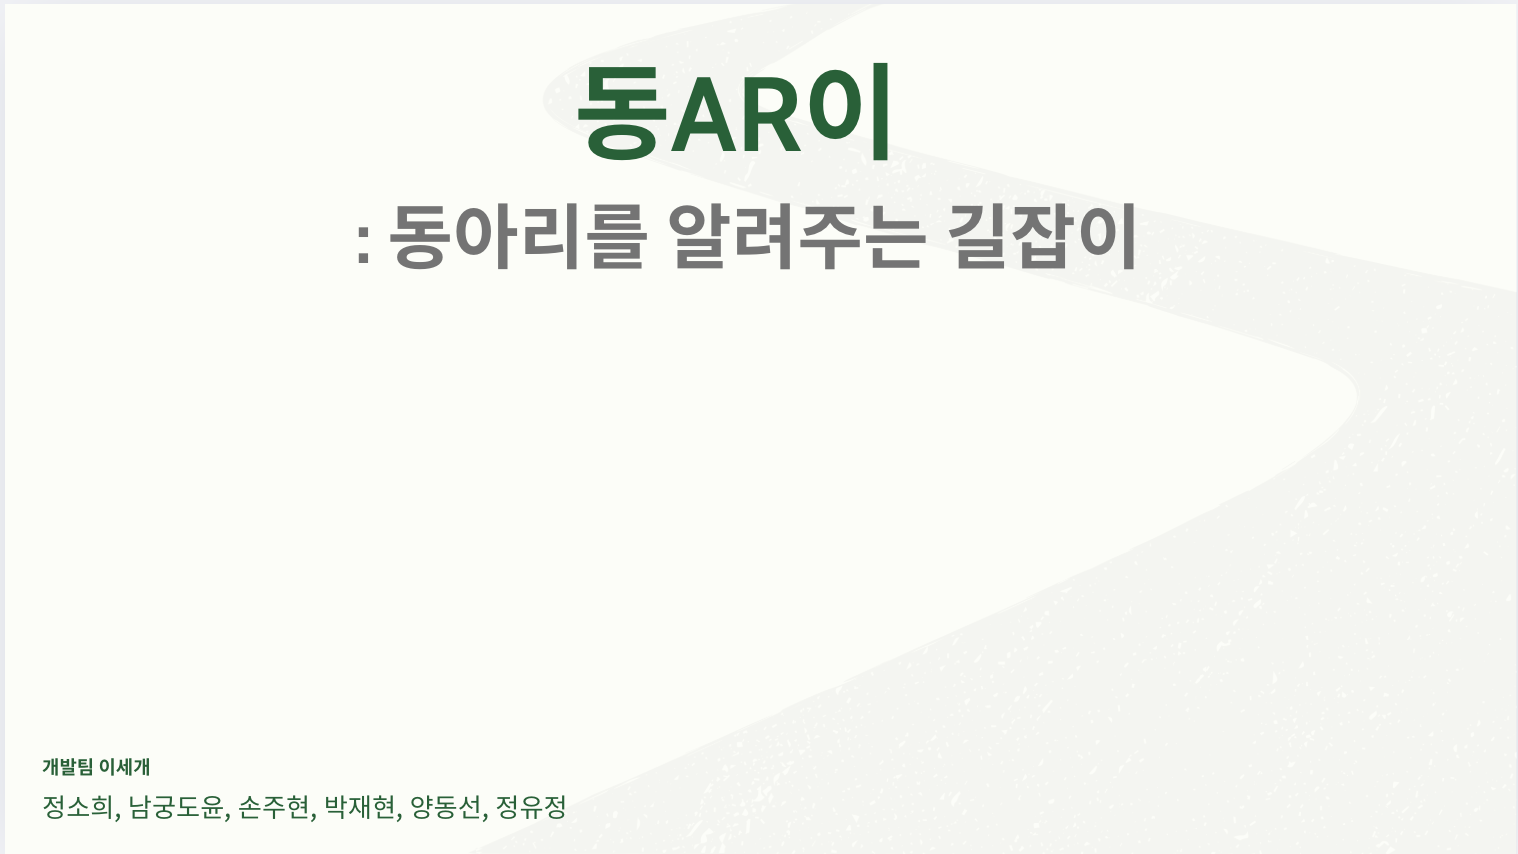 동AR이
: 동아리를 알려주는 길잡이
개발팀 이세개
정소희, 남궁도윤, 손주현, 박재현, 양동선, 정유정